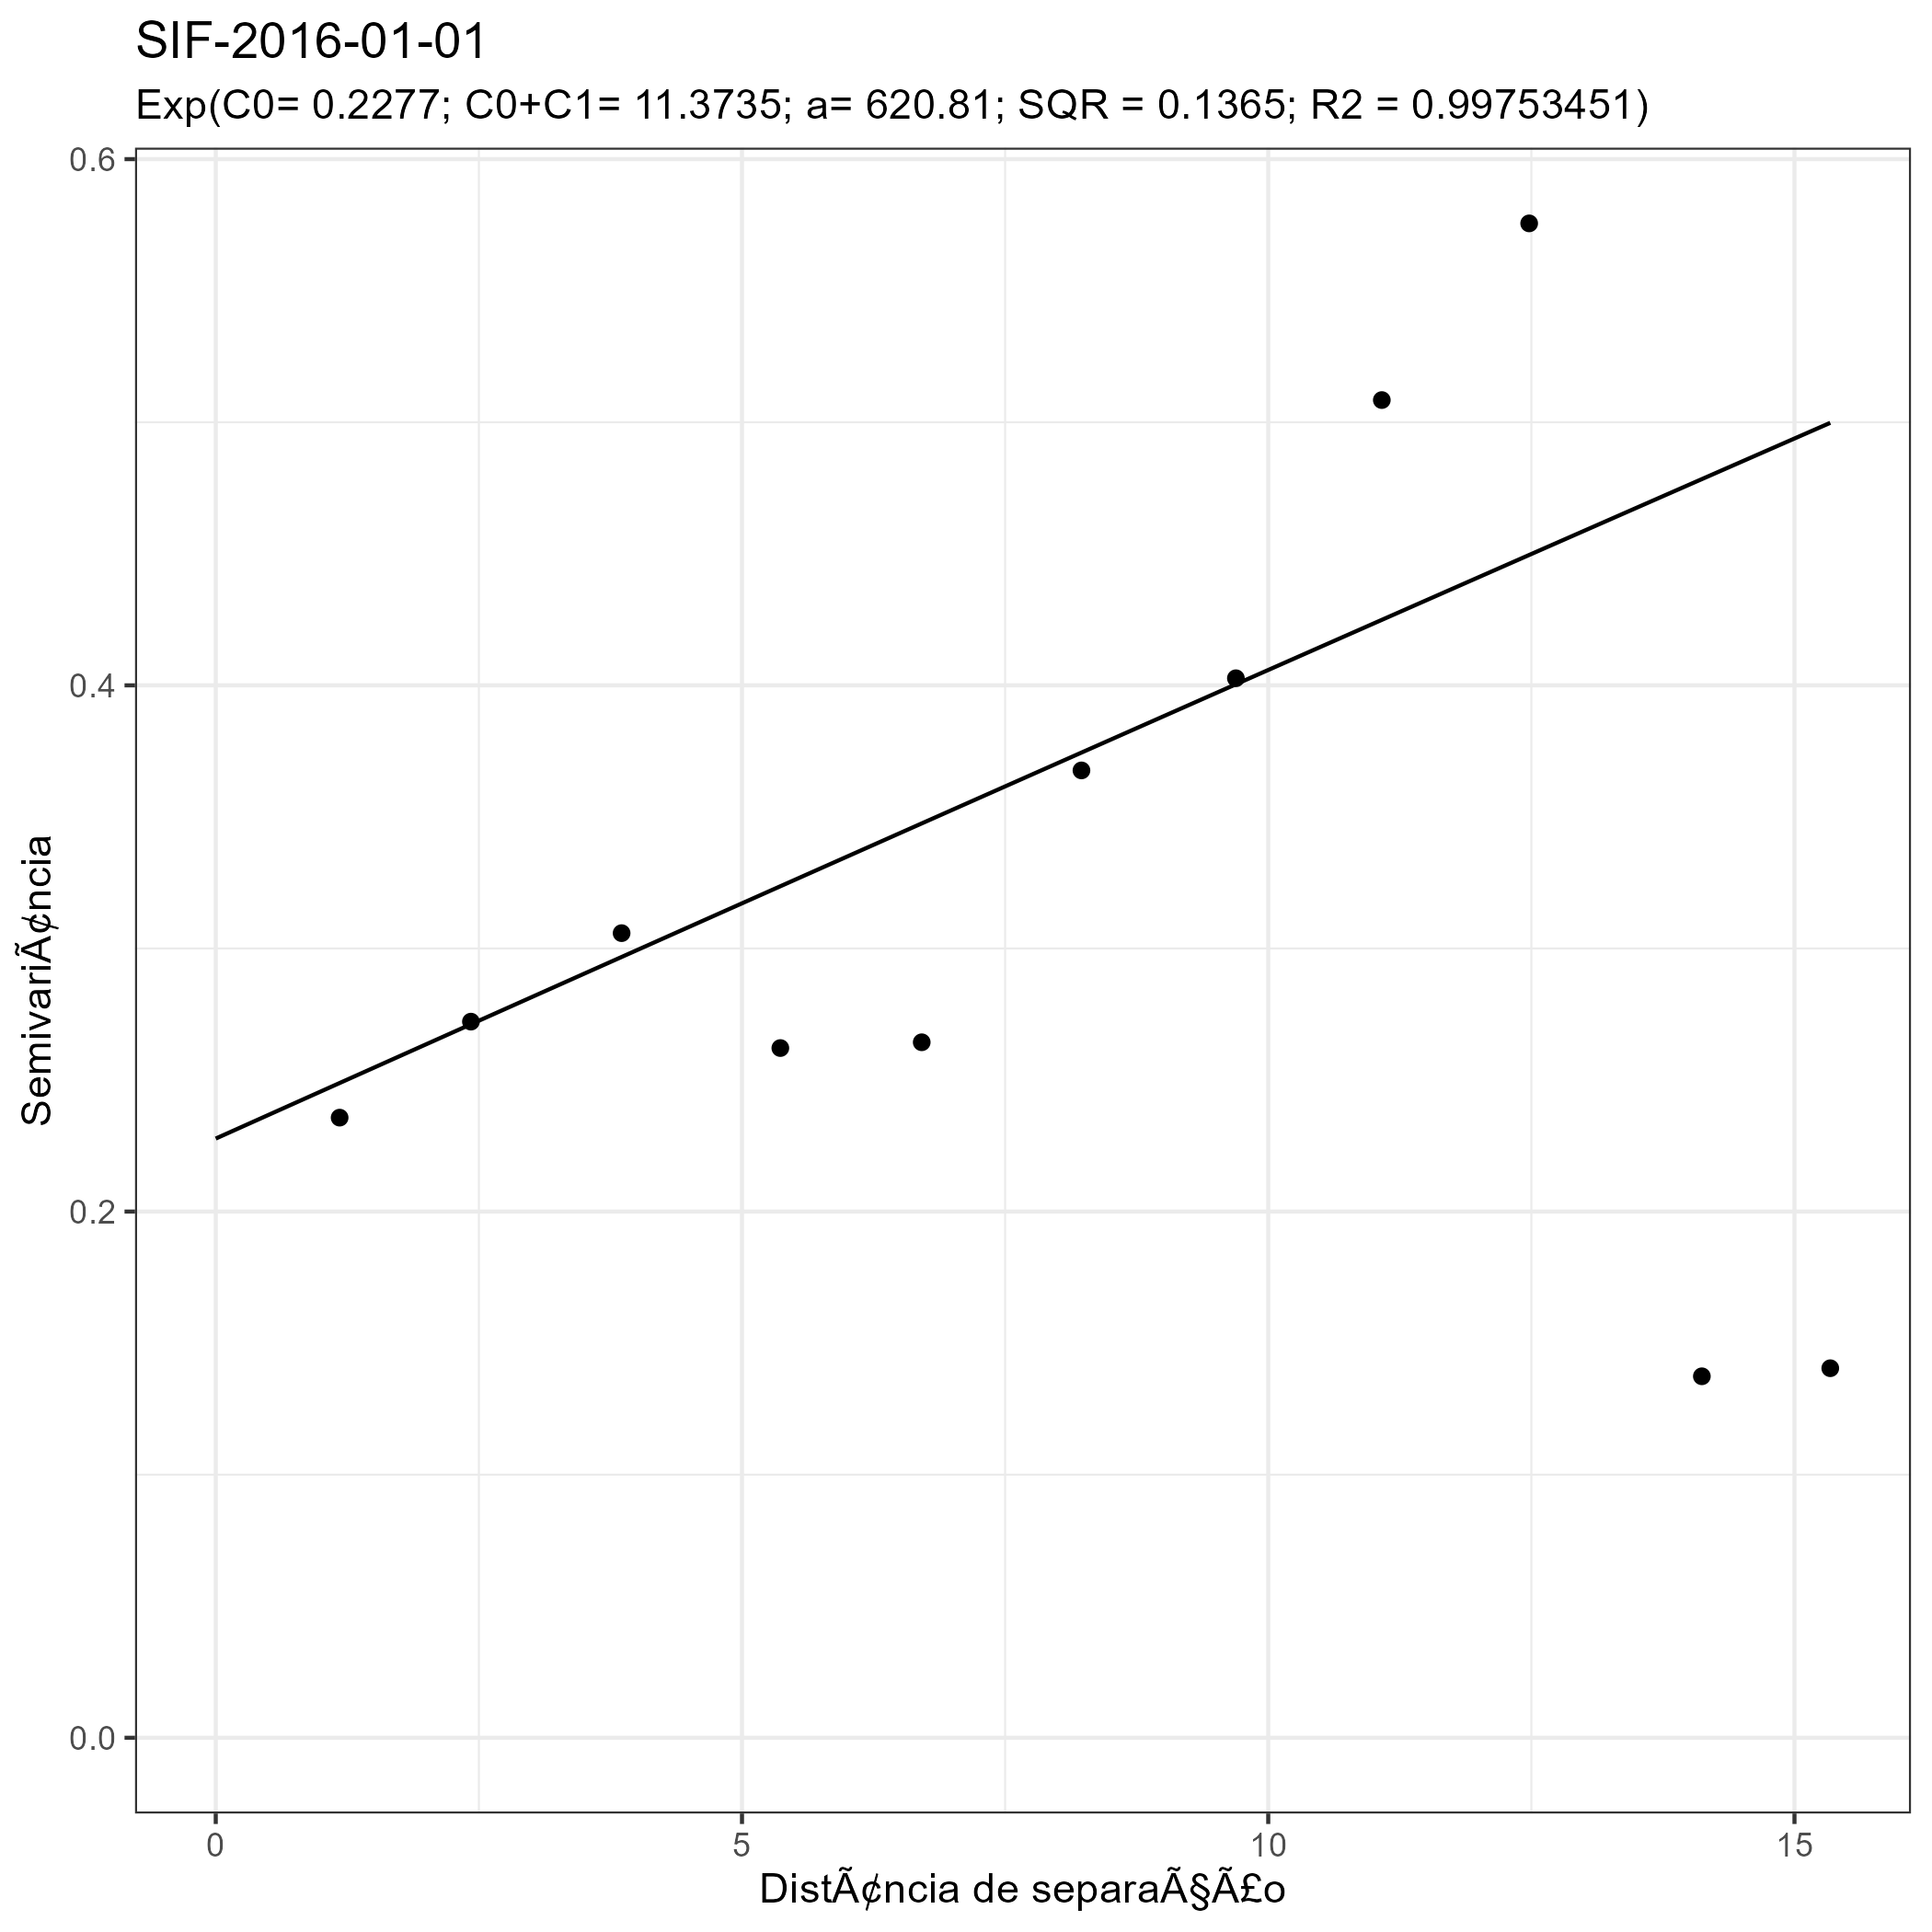 SIF-2016-01-01
Exp(C0= 0.2277; C0+C1= 11.3735; a= 620.81; SQR = 0.1365; R2 = 0.99753451)
0.6
0.4
0.2
0.0
SemivariÃ¢ncia
0 5 10 15
DistÃ¢ncia de separaÃ§Ã£o